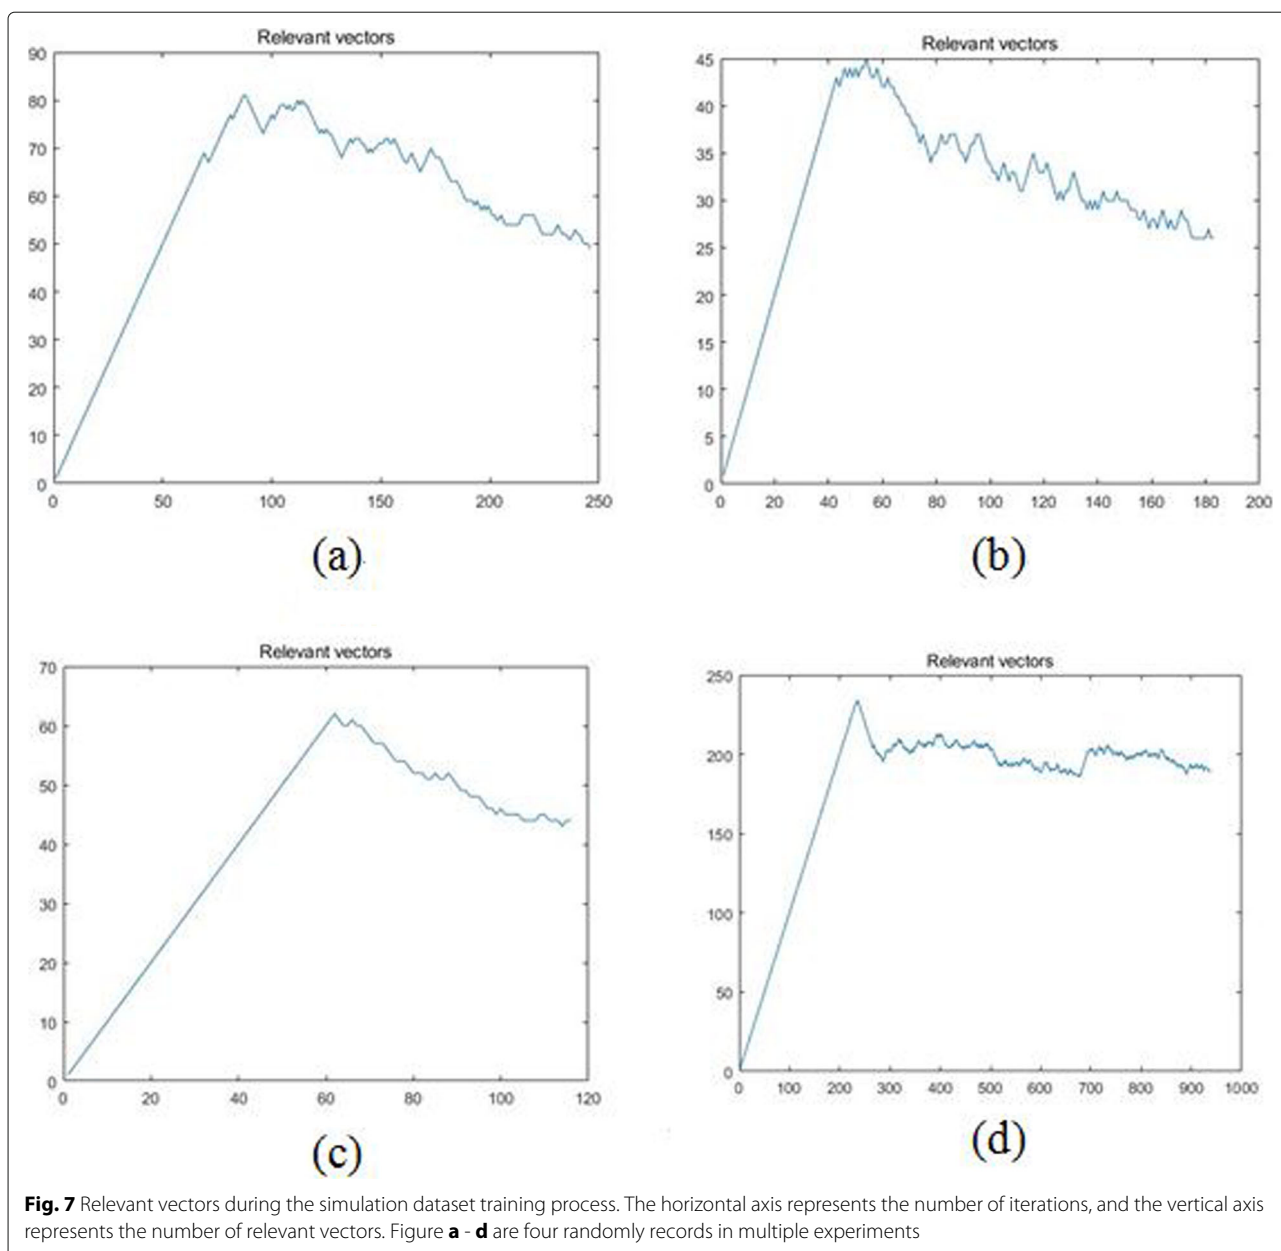 Relevant vectors
90
80
70
60
50
40
30
20
10
0
0 50 100 150 200 250
(a)
Relevant vectors
45
40
35
30
25
20
15
10
5
0
0 20 40 60 80 100 120 140 160 180 200
(b)
Relevant vectors
70
60
50
40
30
20
10
0
0 20 40 60 80 100 120
(c)
Relevant vectors
250
200
150
100
50
0
0 100 200 300 400 500 600 700 800 900 1000
(d)
Fig. 7 Relevant vectors during the simulation dataset training process. The horizontal axis represents the number of iterations, and the vertical axis
represents the number of relevant vectors. Figure a - d are four randomly records in multiple experiments